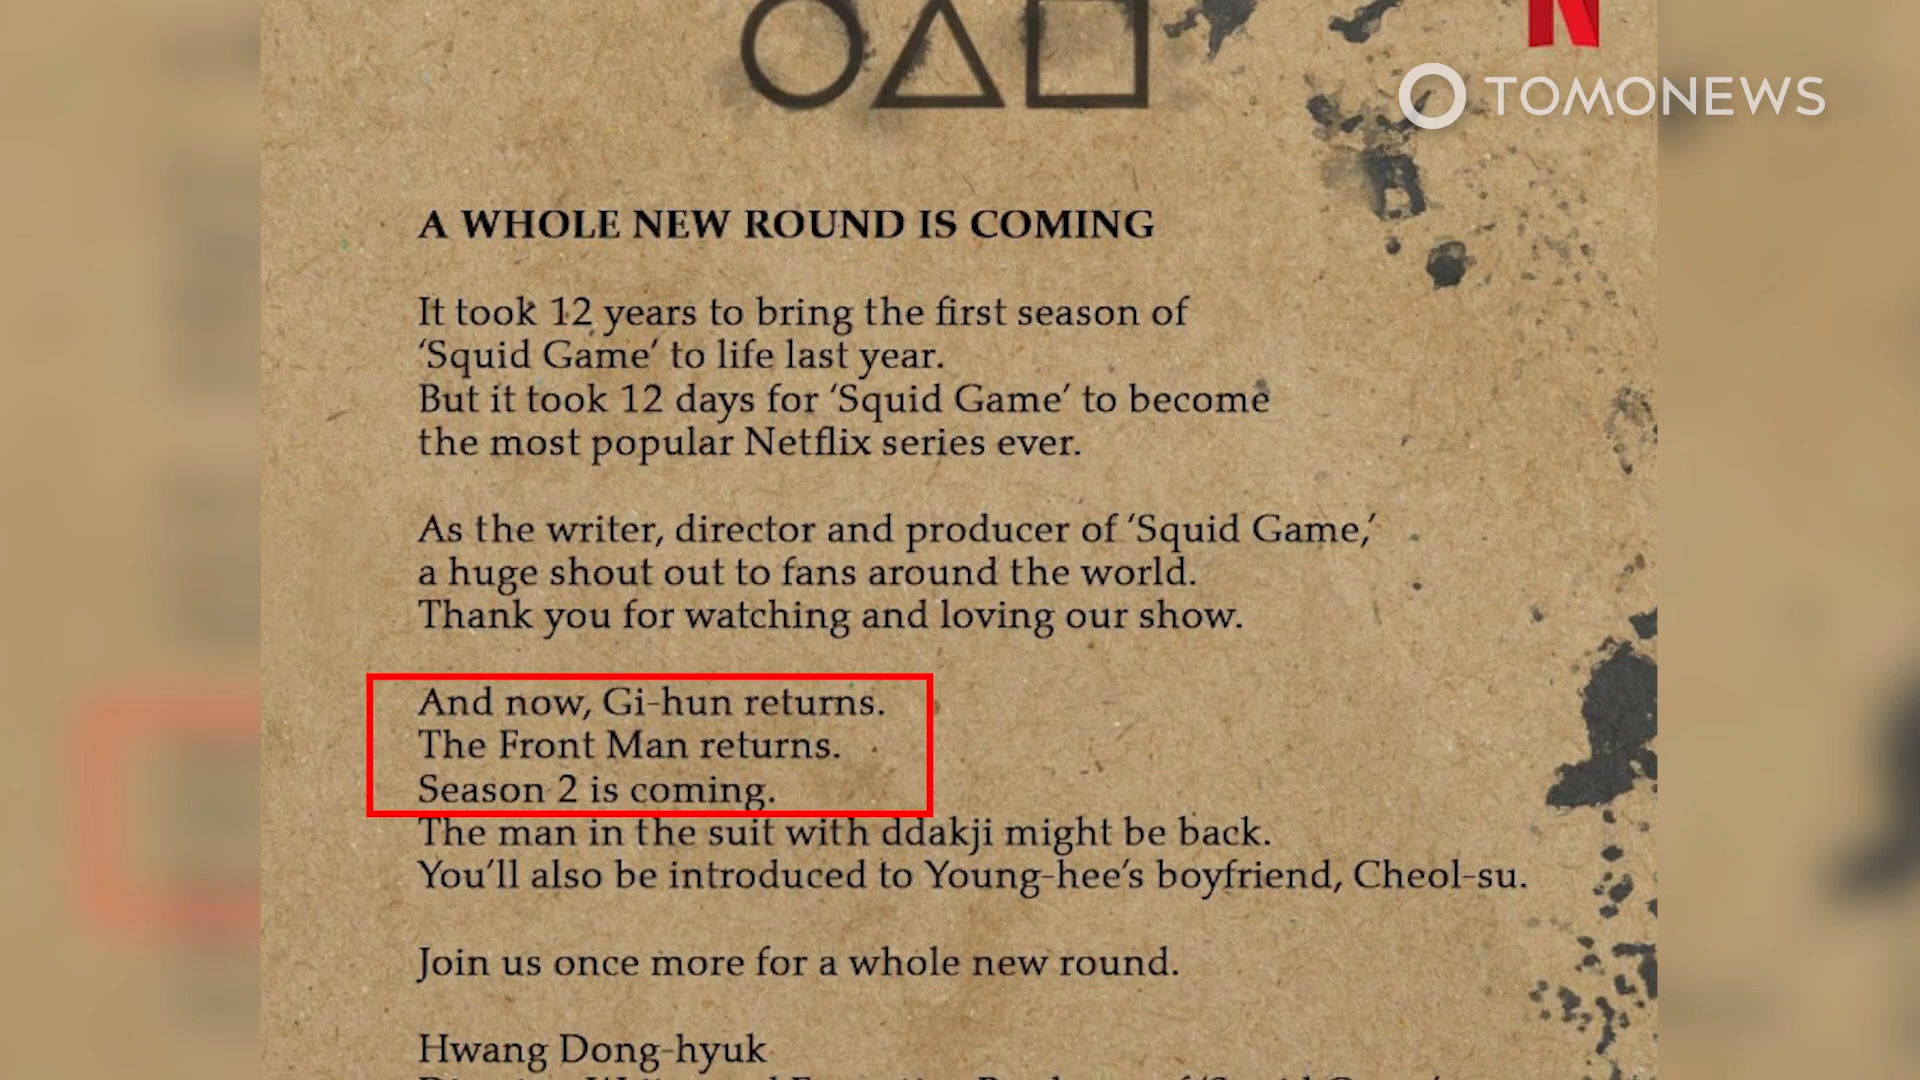 N
TOMONEWS
A WHOLE NEW ROUND IS COMING
It took 12 years to bring the first season of
‘Squid Game’ to life last year.
But it took 12 days for ‘Squid Game’ to become
the most popular Netflix series ever.
As the writer, director and producer of ‘Squid Game,’
a huge shout out to fans around the world.
Thank you for watching and loving our show.
And now, Gi-hun returns.
The Front Man returns.
Season 2 is coming.
The man in the suit with ddakji might be back.
You’ll also be introduced to Young-hee’s boyfriend, Cheol-su.
Join us once more for a whole new round.
Hwang Dong-hyuk